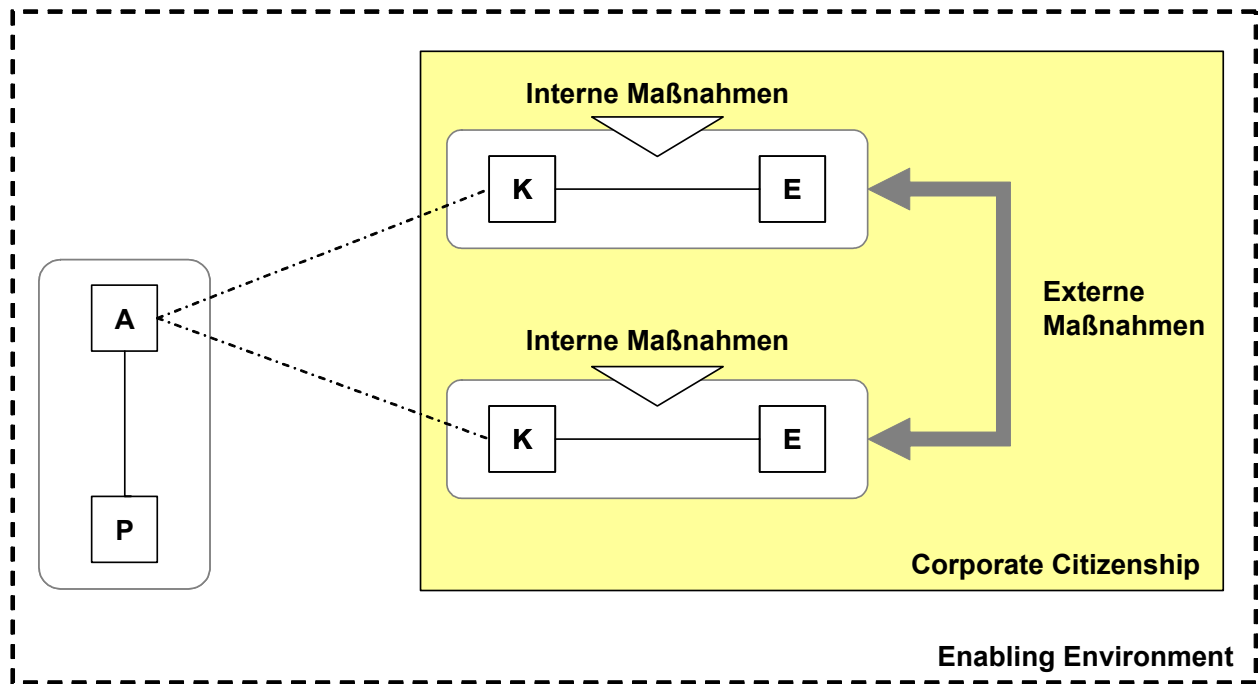 Interne Maßnahmen
K
E
Externe
Maßnahmen
A
Interne Maßnahmen
K
E
P
Corporate Citizenship
Enabling Environment